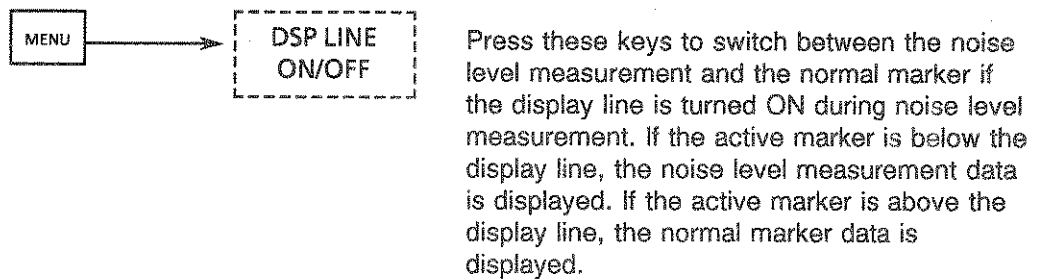 MENU
DSP LINE
ON/OFF
Press these keys to switch between the noise
level measurement and the normal marker if
the display line is turned ON during noise level
measurement. If the active marker is below the
display line, the noise level measurement data
is displayed. If the active marker is above the
display line, the normal marker data is
displayed.